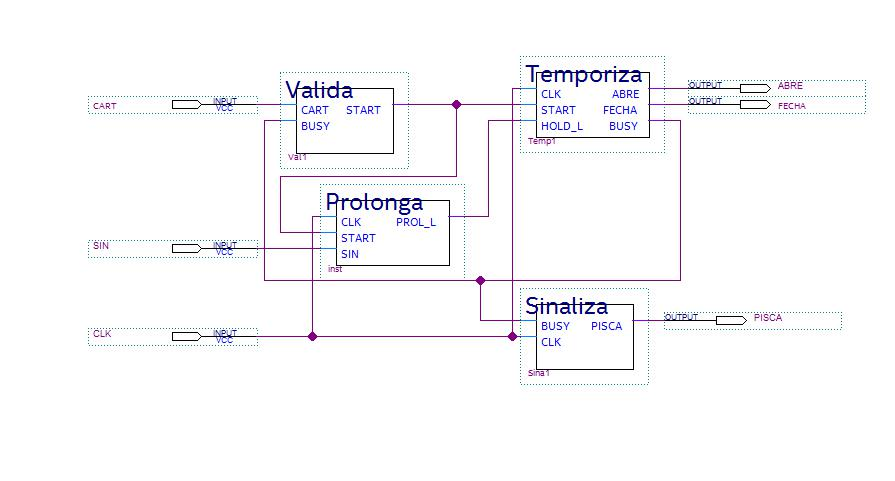 Valida
CART
INPUT
VCC
CART START
BUSY
Val1
Temporiza
CLK ABRE
START FECHA
HOLD_L BUSY
Temp1
OUTPUT
ABRE
OUTPUT
FECHA
Prolonga
CLK PROL_L
START
SIN
inst
SIN
INPUT
VCC
Sinaliza
BUSY PISCA
CLK
Sina1
OUTPUT
PISCA
CLK
INPUT
VCC